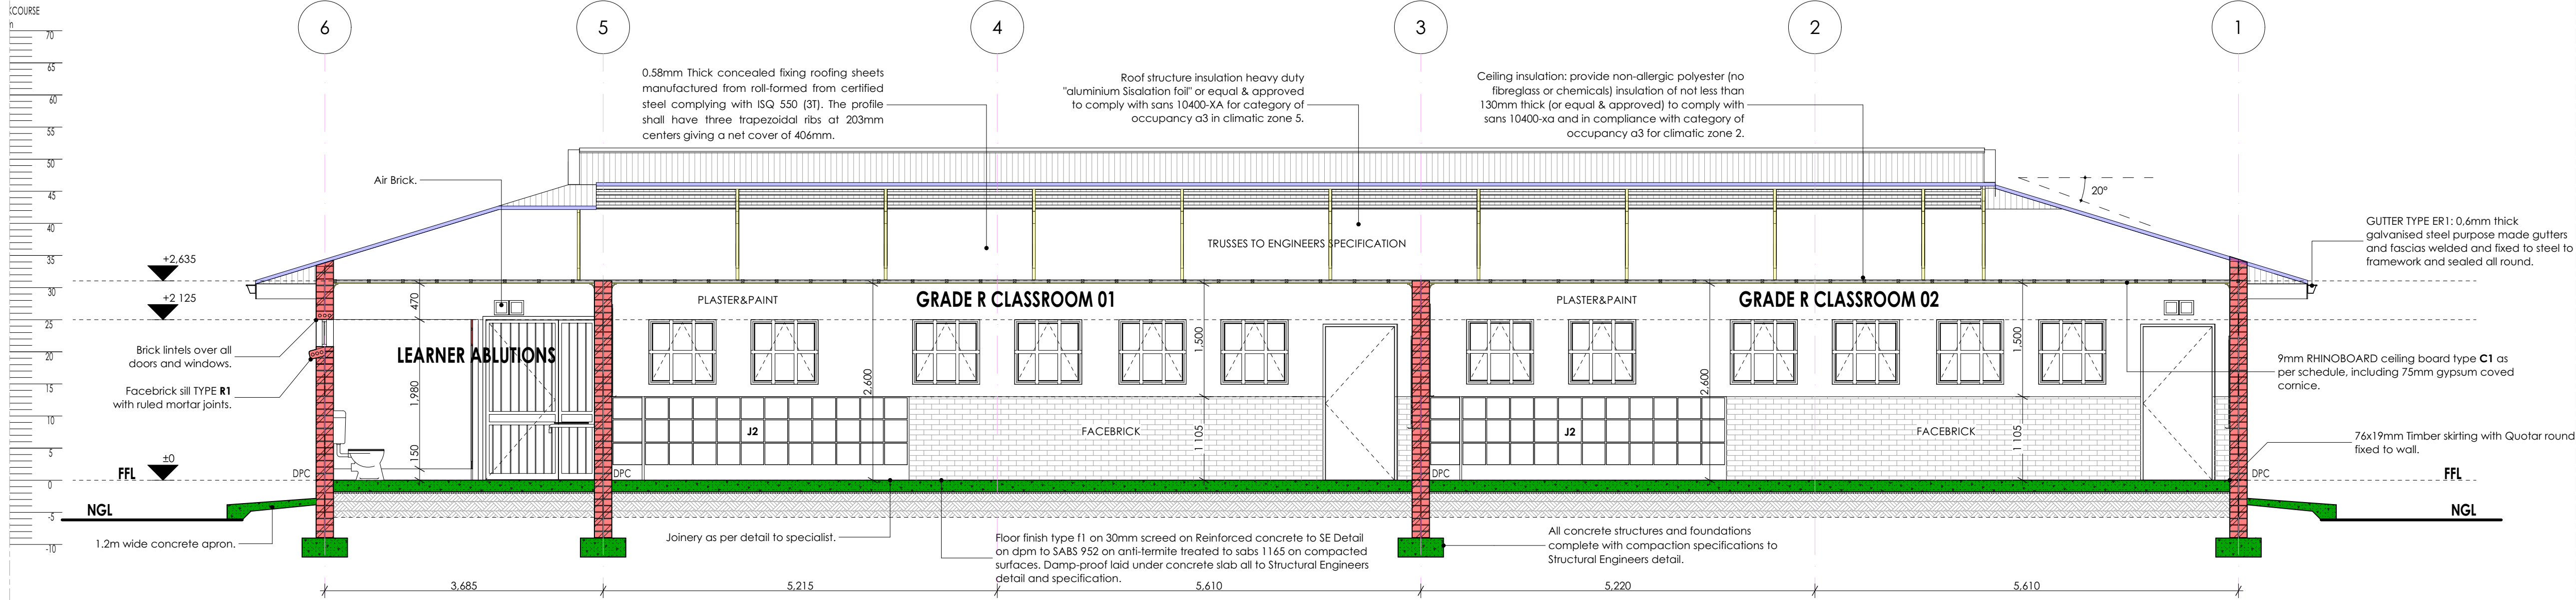 KCOURSE
6
5
4
3
2
1
70
65
60
55
50
45
40
35
30
25
20
15
10
5
0
-5
-10
0.58mm Thick concealed fixing roofing sheets
manufactured from roll-formed from certified
steel complying with ISQ 550 (3T). The profile
shall have three trapezoidal ribs at 203mm
centers giving a net cover of 406mm.
Roof structure insulation heavy duty
"aluminium Sisalation foil" or equal & approved
to comply with sans 10400-XA for category of
occupancy a3 in climatic zone 5.
Ceiling insulation: provide non-allergic polyester (no
fibreglass or chemicals) insulation of not less than
130mm thick (or equal & approved) to comply with
sans 10400-xa and in compliance with category of
occupancy a3 for climatic zone 2.
Air Brick.
20°
GUTTER TYPE ER1: 0,6mm thick
galvanised steel purpose made gutters
and fascias welded and fixed to steel to
framework and sealed all round.
TRUSSES TO ENGINEERS SPECIFICATION
+2,635
+2 125
470
PLASTER&PAINT
GRADE R CLASSROOM 01
PLASTER&PAINT
GRADE R CLASSROOM 02
1,500
1,500
Brick lintels over all
doors and windows.
LEARNER ABLUTIONS
9mm RHINOBOARD ceiling board type C1 as
per schedule, including 75mm gypsum coved
cornice.
Facebrick sill TYPE R1
with ruled mortar joints.
1,980
2,600
2,600
J2
FACEBRICK
1 105
J2
FACEBRICK
1 105
76x19mm Timber skirting with Quotar round
fixed to wall.
150
±0
FFL
DPC
DPC
DPC
DPC
FFL
NGL
NGL
1.2m wide concrete apron.
Joinery as per detail to specialist.
Floor finish type f1 on 30mm screed on Reinforced concrete to SE Detail
on dpm to SABS 952 on anti-termite treated to sabs 1165 on compacted
surfaces. Damp-proof laid under concrete slab all to Structural Engineers
detail and specification.
All concrete structures and foundations
complete with compaction specifications to
Structural Engineers detail.
3,685
5,215
5,610
5,220
5,610